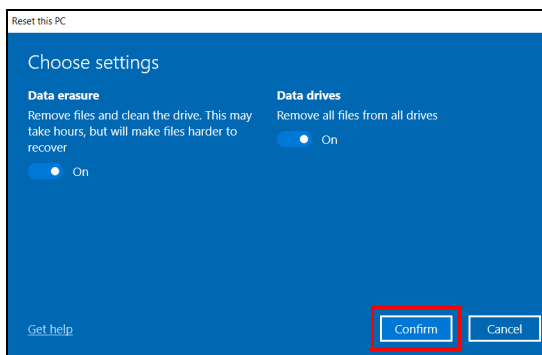 Reset this PC
Choose settings
Data erasure
Remove files and clean the drive. This may
take hours, but will make files harder to
recover
On
Data drives
Remove all files from all drives
On
Get help
Confirm
Cancel